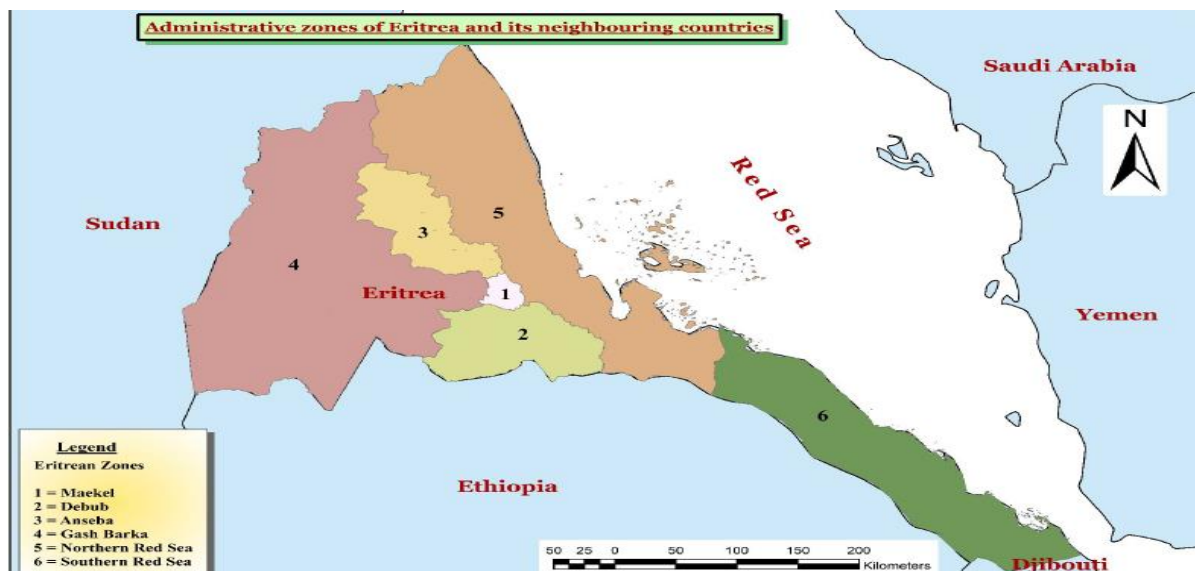 Administrative zones of Eritrea and its neighbouring countries
Saudi Arabia
N
Red Sea
Sudan
5
3
4
Eritrea
1
Yemen
2
6
Legend
Eritrean Zones
1 = Maekel
2 = Debub
3 = Anseba
4 = Gash Barka
5 = Northern Red Sea
6 = Southern Red Sea
Ethiopia
50 25 0 50 100 150 200
Kilometers
Djibouti